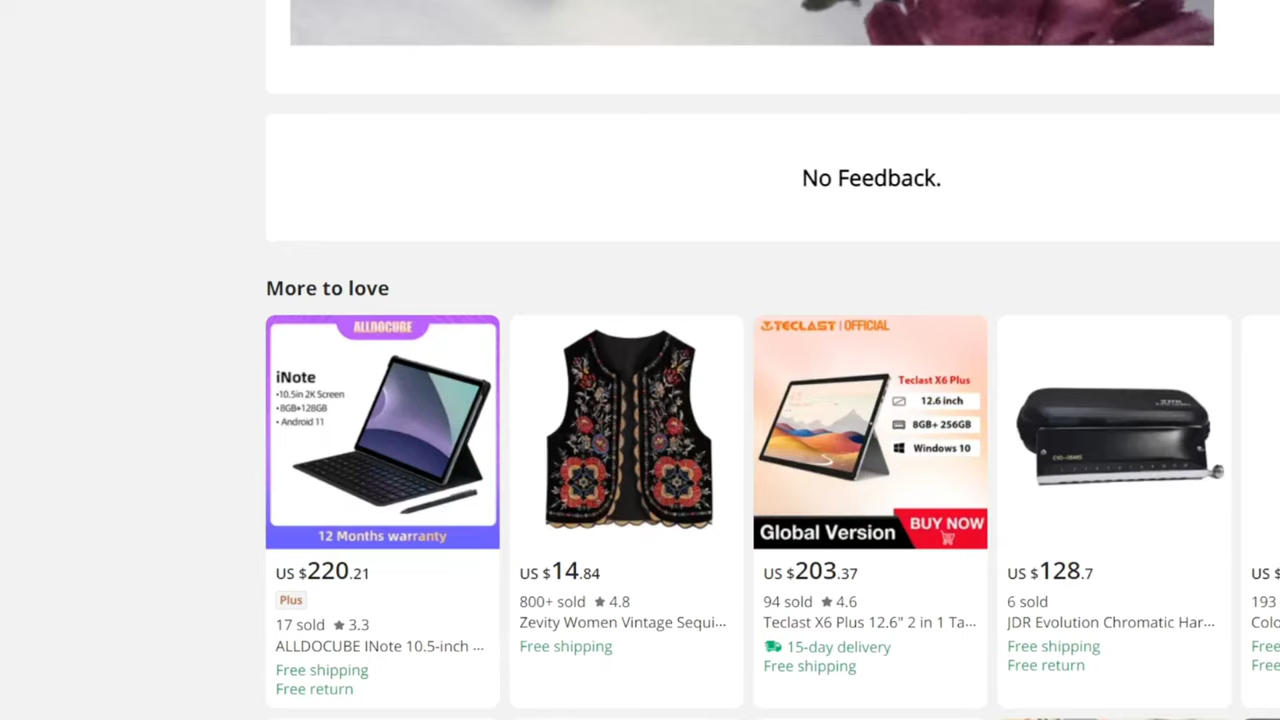 No Feedback.
More to love
ALLDOCUBE
iNote
•10.5in 2K Screen
•8GB+128GB
• Android 11
12 Months warranty
US $220.21
Plus
17 sold ★ 3.3
ALLDOCUBE INote 10.5-inch ...
Free shipping
Free return
US $14.84
800+ sold ★ 4.8
Zevity Women Vintage Sequi...
Free shipping
TECLAST | OFFICIAL
Teclast X6 Plus
12.6 inch
8GB+ 256GB
Windows 10
Global Version
BUY NOW
US $203.37
94 sold ★ 4.6
Teclast X6 Plus 12.6" 2 in 1 Ta...
15-day delivery
Free shipping
US $128.7
6 sold
JDR Evolution Chromatic Har...
Free shipping
Free return
US $
193
Colo
Free
Free